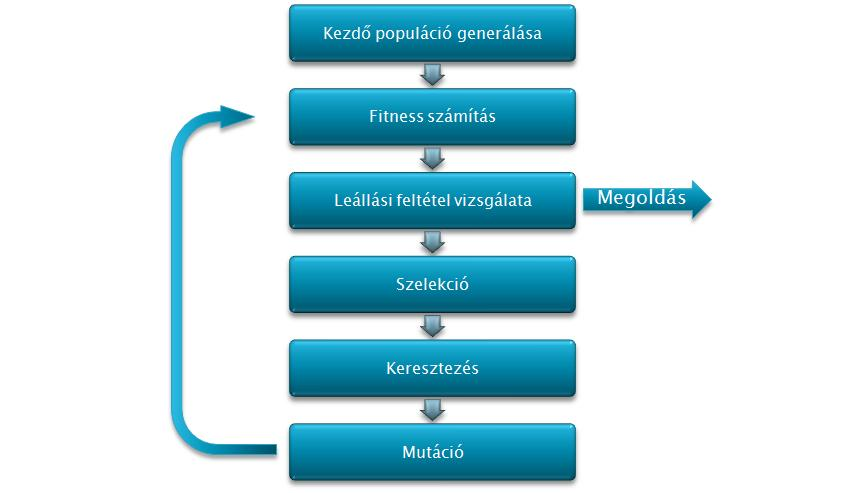 Kezdő populáció generálása
Fitness számítás
Leállási feltétel vizsgálata
Megoldás
Szelekció
Keresztezés
Mutáció